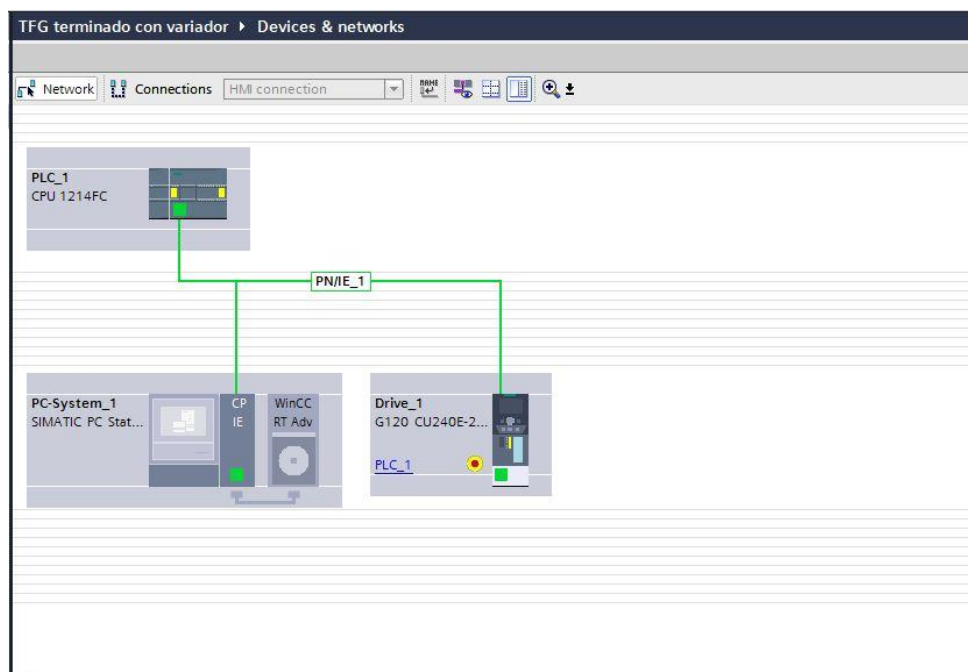 TFG terminado con variador ▸ Devices & networks
Network Connections HMI connection
PLC_1
CPU 1214FC
PN/IE_1
PC-System_1
SIMATIC PC Stat...
CP
IE
WinCC
RT Adv
Drive_1
G120 CU240E-2...
PLC_1